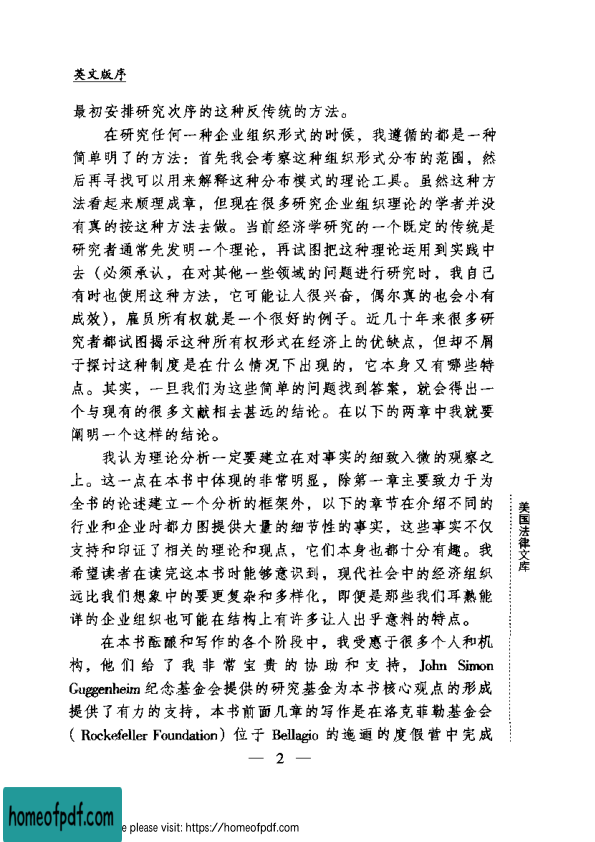 英文版序
最初安排研究次序的这种反传统的方法。
在研究任何一种企业组织形式的时候，我遵循的都是一种
简单明了的方法：首先我会考察这种组织形式分布的范围，然
后再寻找可以用来解释这种分布模式的理论工具。虽然这种方
法看起来顺理成章，但现在很多研究企业组织理论的学者并没
有真的按这种方法去做。当前经济学研究的一个既定的传统是
研究者通常先发明一个理论，再试图把这种理论运用到实践中
去（必须承认，在对其他一些领域的问题进行研究时，我自己
有时也使用这种方法，它可能让人很兴奋，偶尔真的也会小有
成效），雇员所有权就是一个很好的例子。近几十年来很多研
究者都试图揭示这种所有权形式在经济上的优缺点，但却不屑
于探讨这种制度是在什么情况下出现的，它本身又有哪些特
点。其实，一旦我们为这些简单的问题找到答案，就会得出一
个与现有的很多文献相去甚远的结论。在以下的两章中我就要
阐明一个这样的结论。
我认为理论分析一定要建立在对事实的细致入微的观察之
上。这一点在本书中体现的非常明显，除第一章主要致力于为
全书的论述建立一个分析的框架外，以下的章节在介绍不同的
行业和企业时都力图提供大量的细节性的事实，这些事实不仅
支持和印证了相关的理论和观点，它们本身也都十分有趣。我
希望读者在读完这本书时能够意识到，现代社会中的经济组织
远比我们想象中的要更复杂和多样化，即便是那些我们耳熟能
详的企业组织也可能在结构上有许多让人出乎意料的特点。
在本书酝酿和写作的各个阶段中，我受惠于很多个人和机
构，他们给了我非常宝贵的协助和支持，John Simon
Guggenheim 纪念基金会提供的研究基金为本书核心观点的形成
提供了有力的支持，本书前面几章的写作是在洛克菲勒基金会
（Rockefeller Foundation）位于 Bellagio 的迤逦的度假营中完成
美国法律文库
— 2 —
homeofpdf.com
e please visit: https://homeofpdf.com